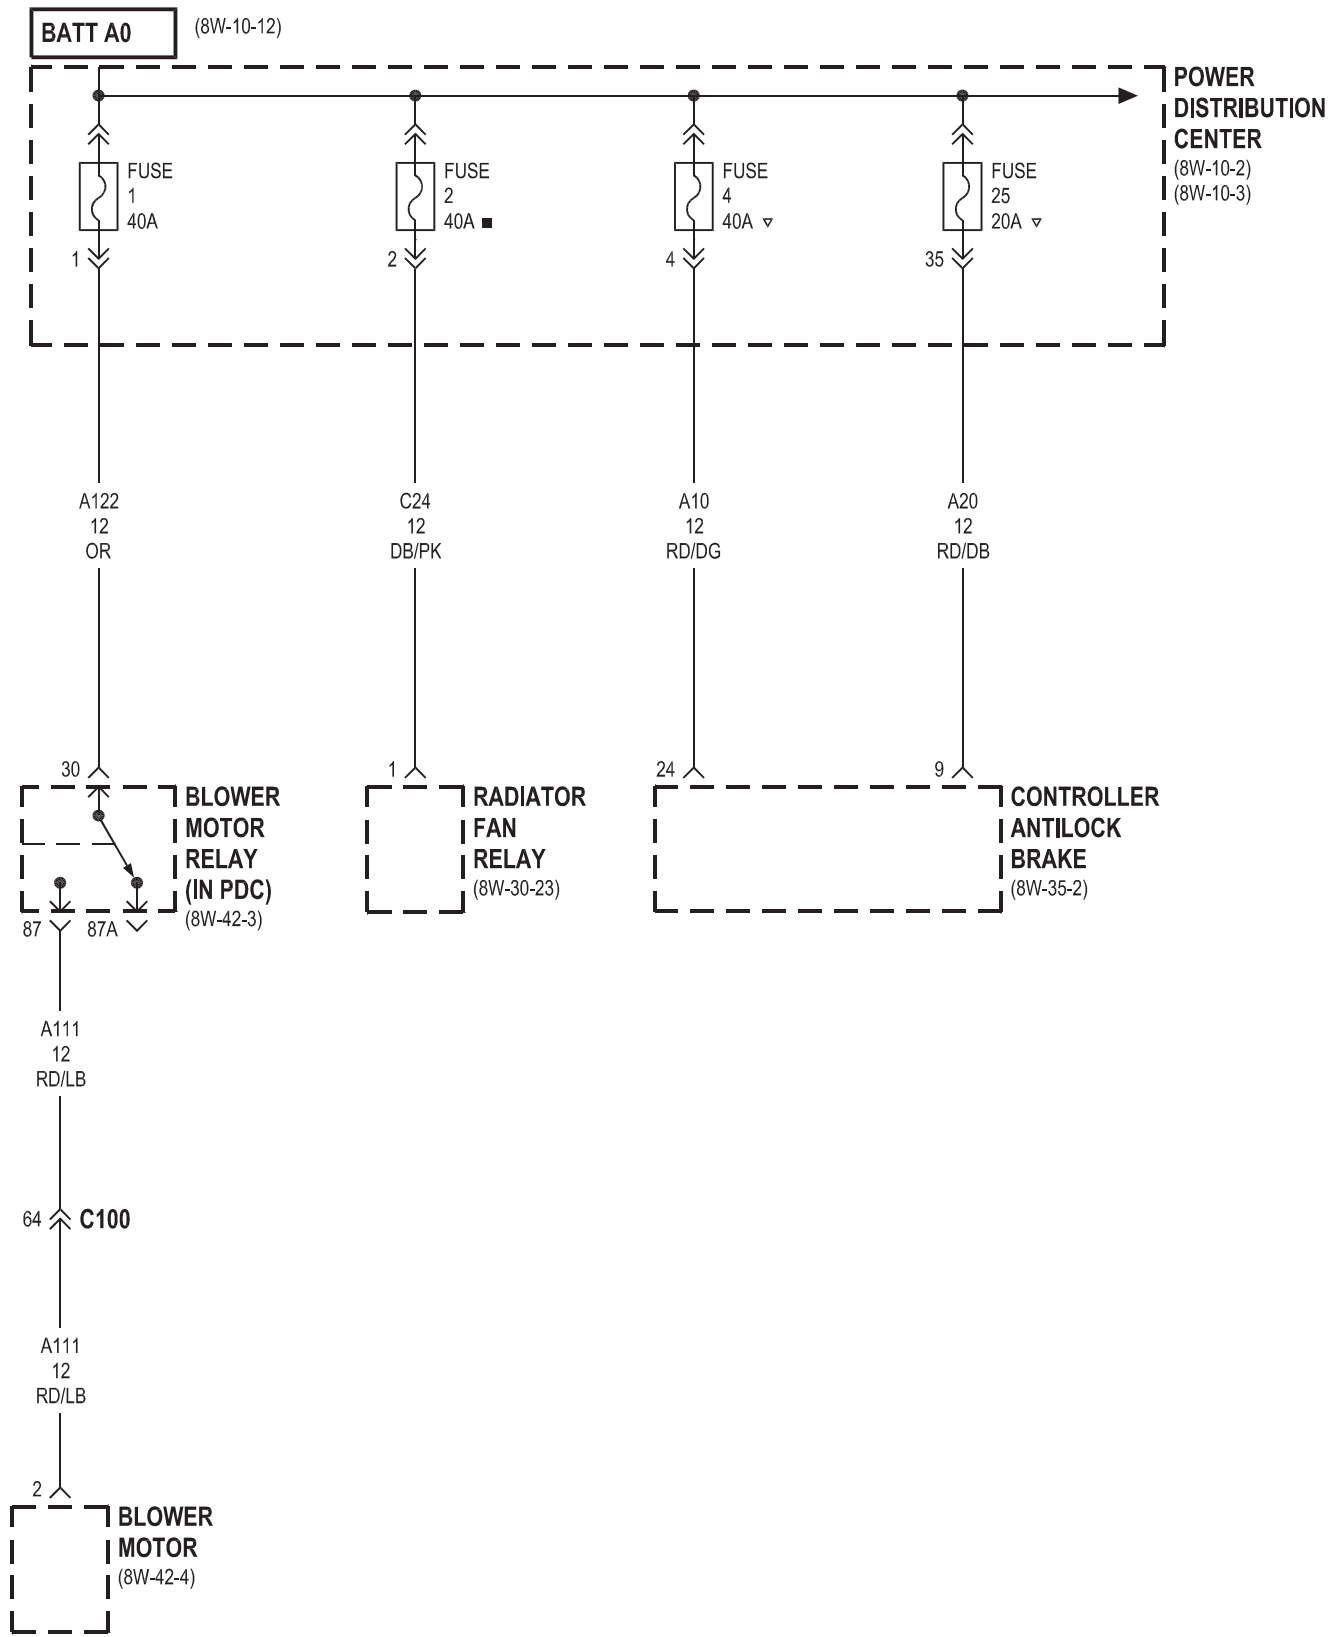 BATT A0
(8W-10-12)
POWER
DISTRIBUTION
CENTER
(8W-10-2)
(8W-10-3)
FUSE
1
40A
FUSE
2
40A ■
FUSE
4
40A ▽
FUSE
25
20A ▽
1
2
4
35
A122
12
OR
C24
12
DB/PK
A10
12
RD/DG
A20
12
RD/DB
30
BLOWER
MOTOR
RELAY
(IN PDC)
(8W-42-3)
1
RADIATOR
FAN
RELAY
(8W-30-23)
24
9
CONTROLLER
ANTILOCK
BRAKE
(8W-35-2)
87
87A
A111
12
RD/LB
64
C100
A111
12
RD/LB
2
BLOWER
MOTOR
(8W-42-4)